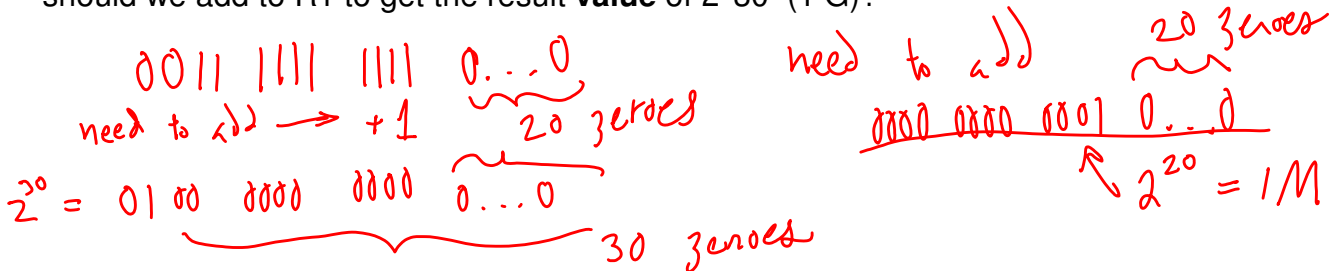 should we add to R1 to get the result value of 2^30 (1 G)?
0011 1111 1111 0...0
need to add → +1
20 zeroes
2^30 = 0100 0000 0000 0...0
30 zeroes
need to add
20 zeroes
0000 0000 0001 0...0
2^20 = 1M